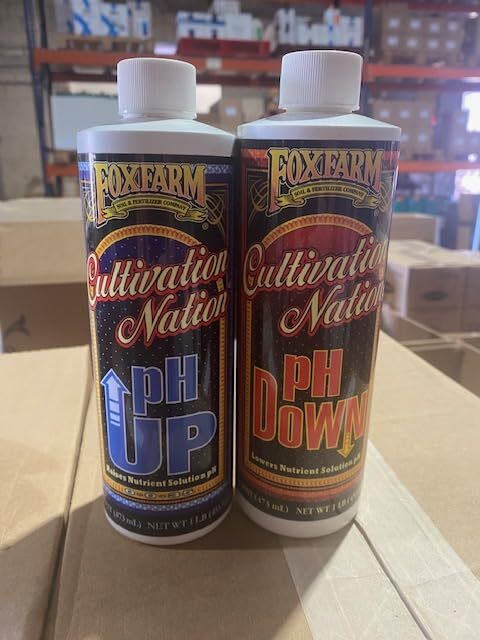 FOXFARM
SOIL & FERTILIZER COMPANY
Cultivation
Nation
pH
UP
Raises Nutrient Solution pH
(473 mL) NET WT 1 LB
FOXFARM
SOIL & FERTILIZER COMPANY
Cultivation
Nation
pH
DOWN
Lowers Nutrient Solution pH
(473 mL) NET WT 1 LB